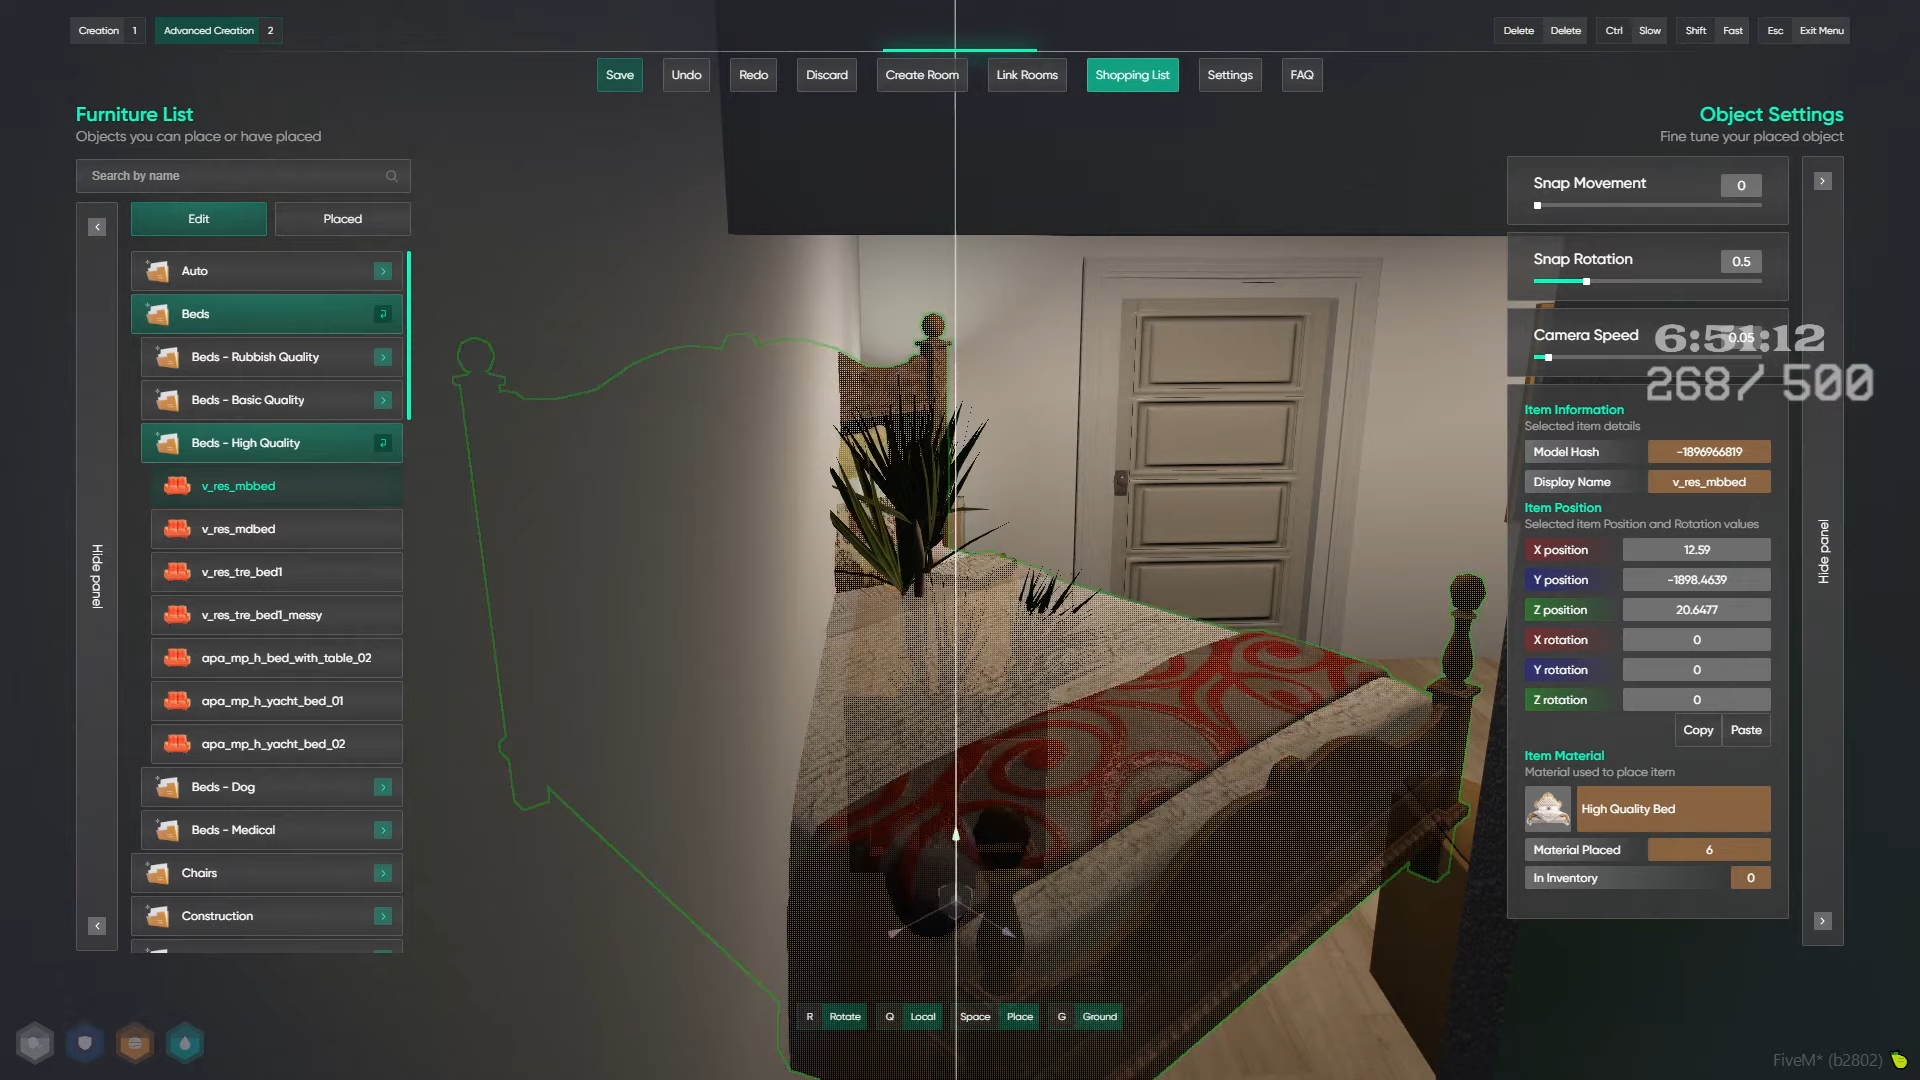 Creation 1
Advanced Creation 2
Delete Delete
Ctrl Slow
Shift Fast
Esc Exit Menu
Save
Undo
Redo
Discard
Create Room
Link Rooms
Shopping List
Settings
FAQ
Furniture List
Objects you can place or have placed
Search by name
Edit
Placed
Hide panel
Auto
Beds
Beds - Rubbish Quality
Beds - Basic Quality
Beds - High Quality
v_res_mbbed
v_res_mdbed
v_res_tre_bed1
v_res_tre_bed1_messy
apa_mp_h_bed_with_table_02
apa_mp_h_yacht_bed_01
apa_mp_h_yacht_bed_02
Beds - Dog
Beds - Medical
Chairs
Construction
R Rotate
Q Local
Space Place
G Ground
Object Settings
Fine tune your placed object
Snap Movement 0
Snap Rotation 0.5
Camera Speed 0.05
6:51:12
268/ 500
Item Information
Selected item details
Model Hash -1896966819
Display Name v_res_mbbed
Item Position
Selected item Position and Rotation values
X position 12.59
Y position -1898.4639
Z position 20.6477
X rotation 0
Y rotation 0
Z rotation 0
Copy Paste
Item Material
Material used to place item
High Quality Bed
Material Placed 6
In Inventory 0
Hide panel
FiveM* (b2802)